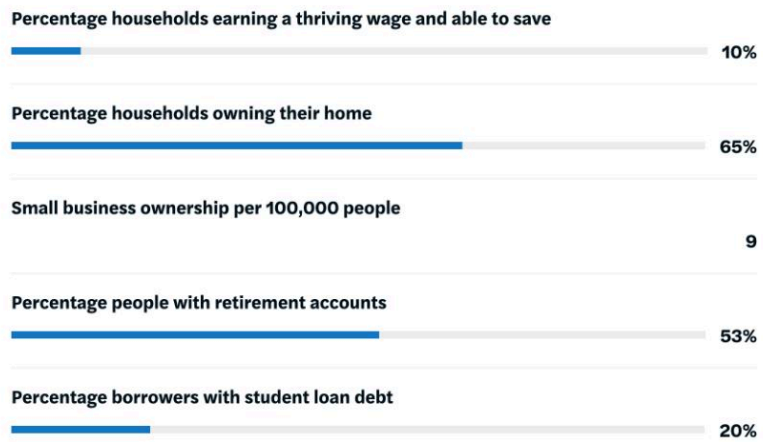 Percentage households earning a thriving wage and able to save
10%
Percentage households owning their home
65%
Small business ownership per 100,000 people
9
Percentage people with retirement accounts
53%
Percentage borrowers with student loan debt
20%